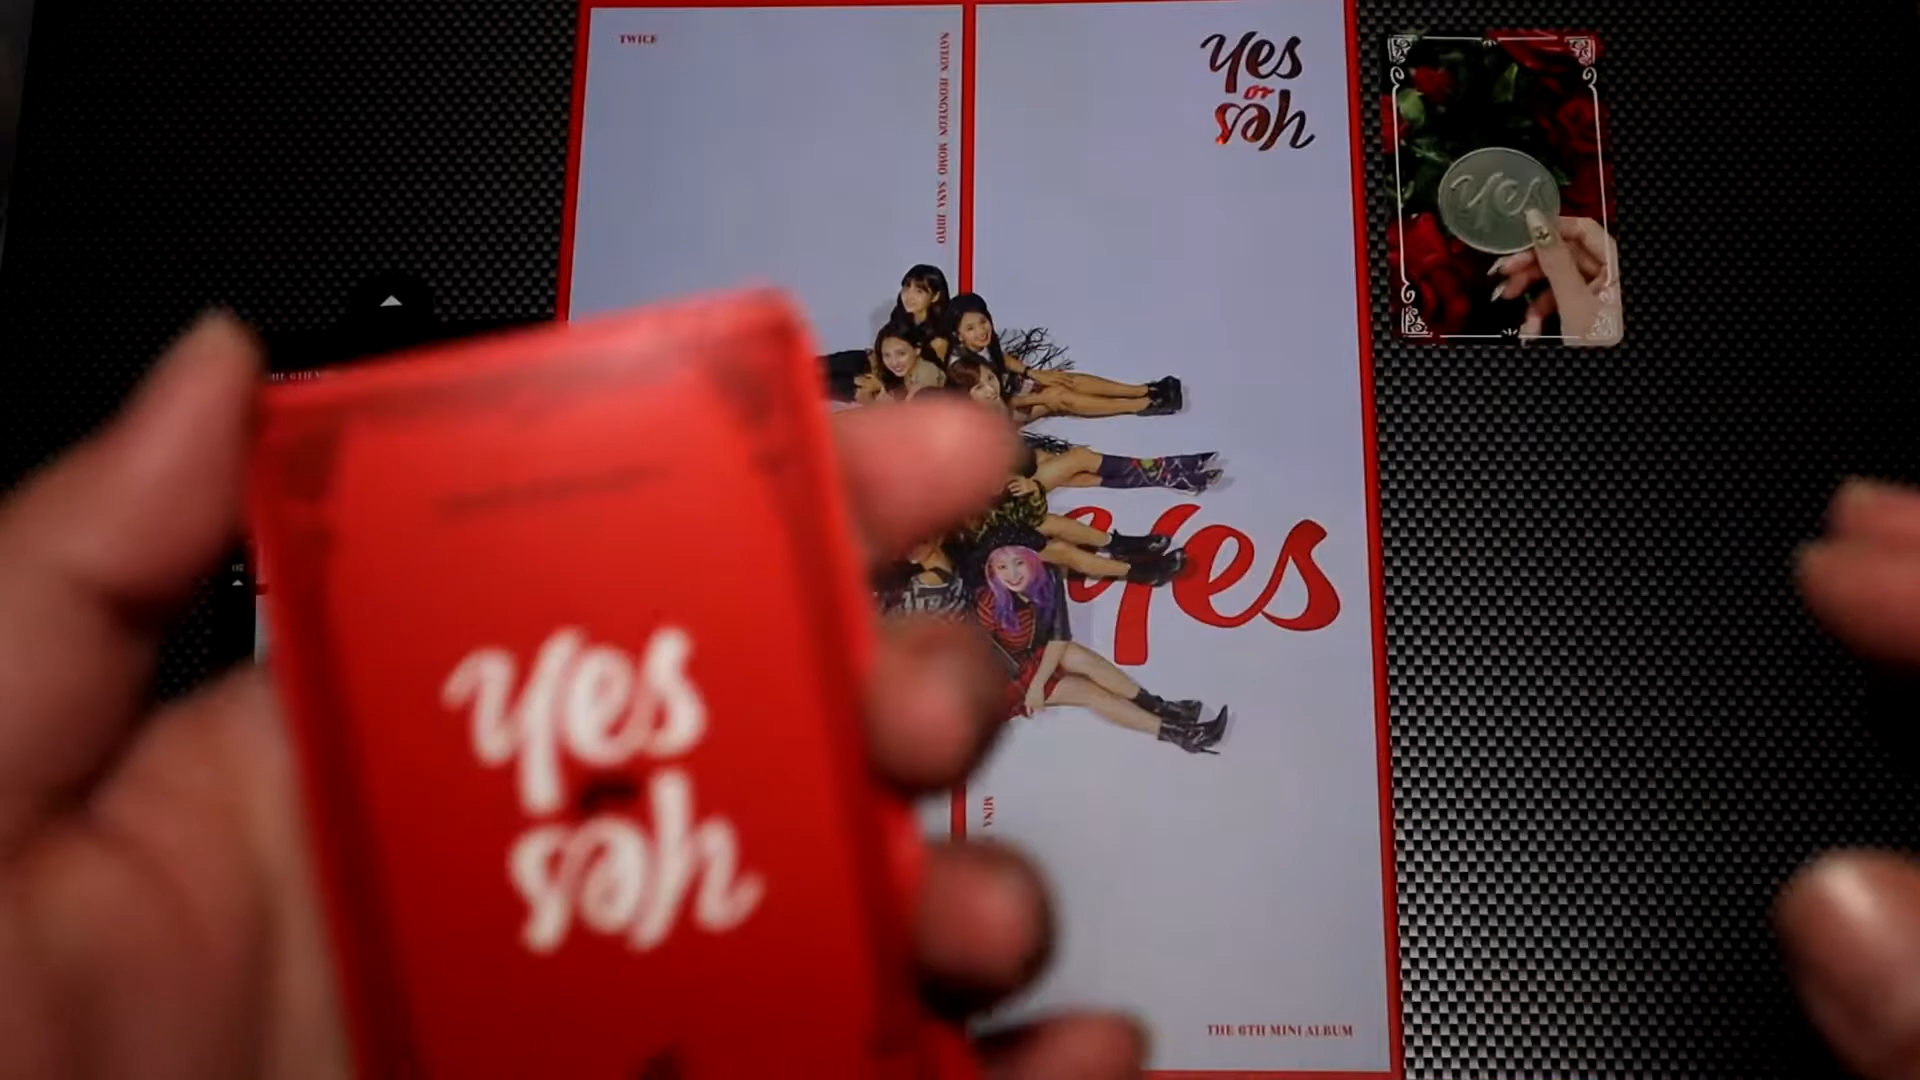 TWICE
NAYEON JEONGYEON MOMO SANA JIHYO
yes
or
yes
yes
yes
MINA
THE 6TH MINI ALBUM
yes
yes